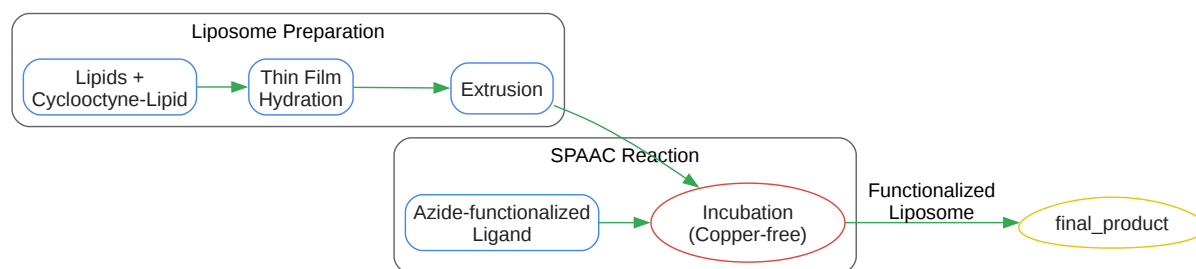 Liposome Preparation
Lipids +
Cyclooctyne-Lipid
Thin Film
Hydration
Extrusion
SPAAC Reaction
Azide-functionalized
Ligand
Incubation
(Copper-free)
Functionalized
Liposome
final_product